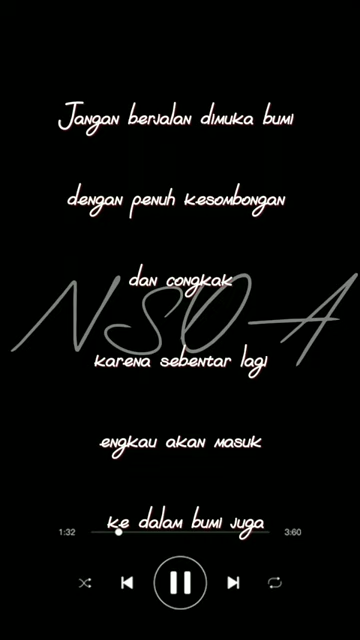 Jangan berjalan dimuka bumi
dengan penuh kesombongan
dan congkak
NSOA
karena sebentar lagi
engkau akan masuk
ke dalam bumi juga
1:32 3:60